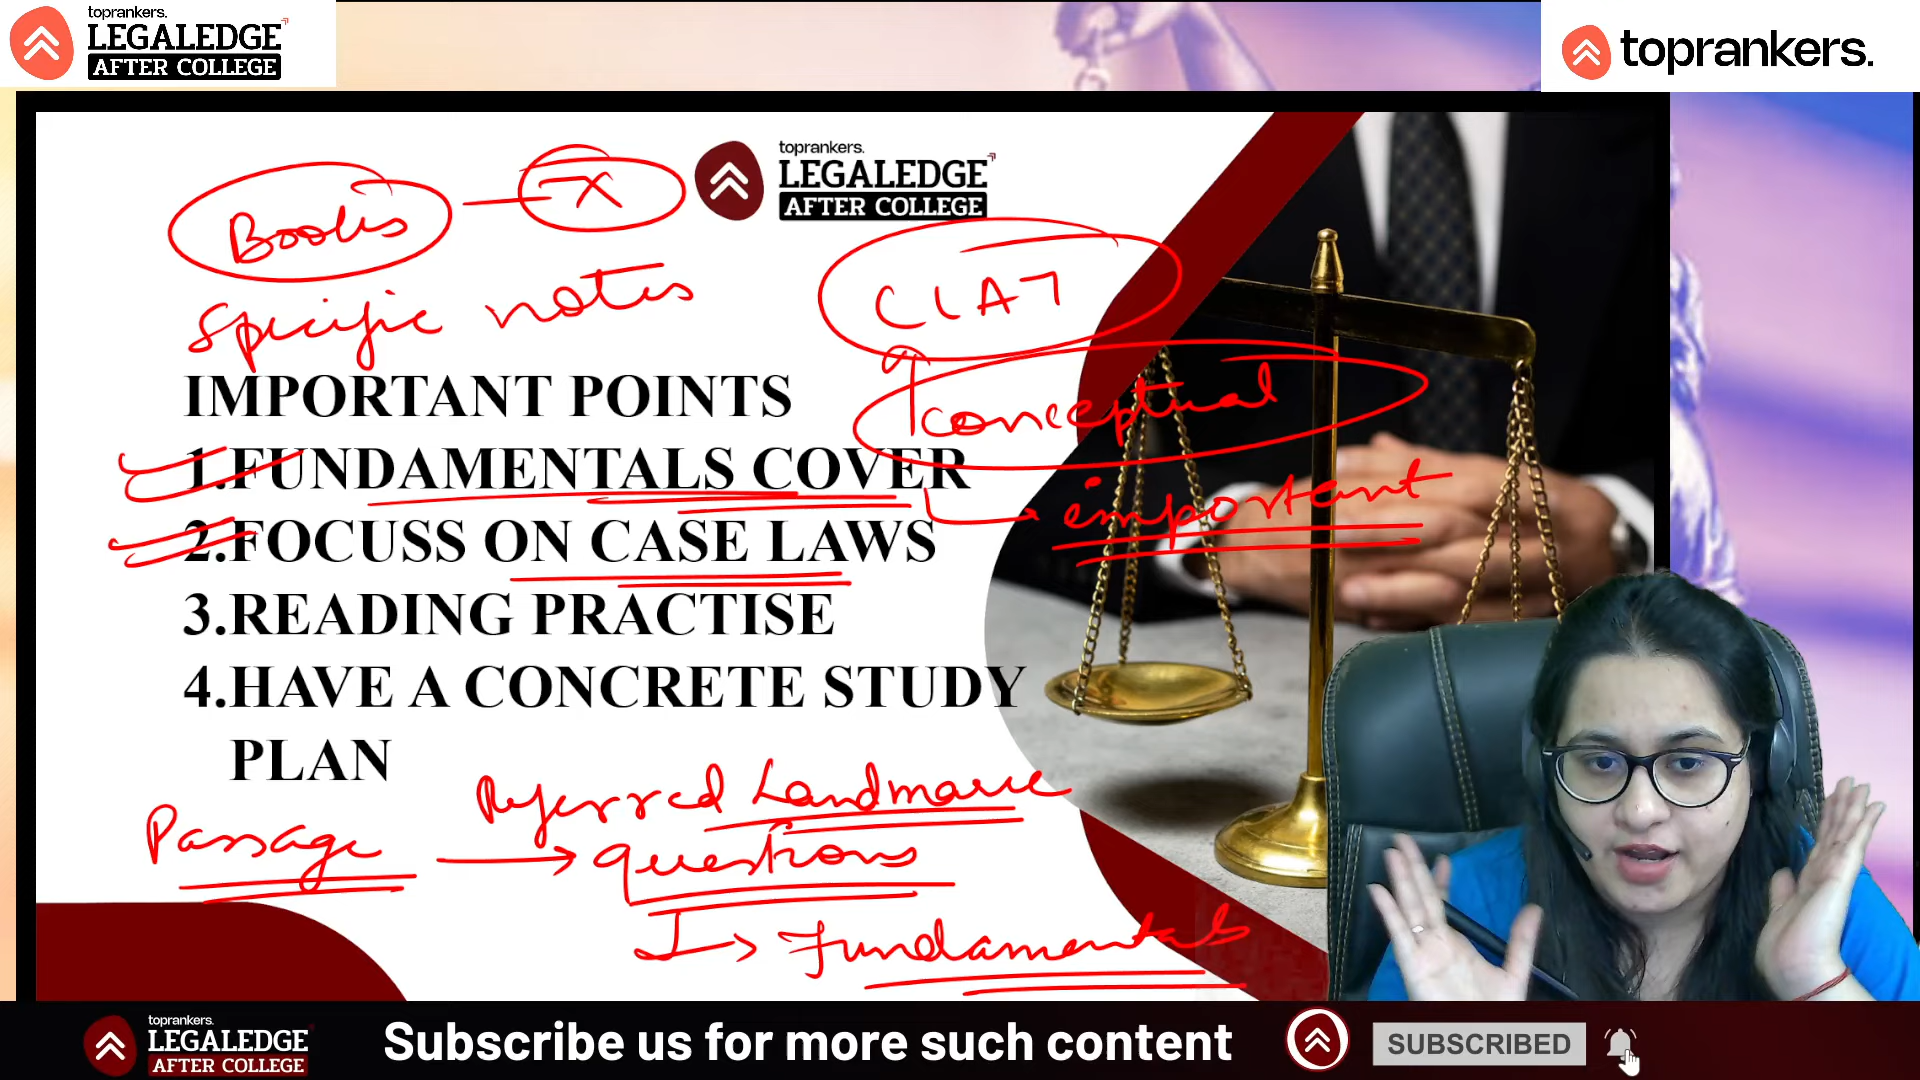 toprankers.
LEGALEDGE
AFTER COLLEGE
toprankers.
toprankers.
LEGALEDGE
AFTER COLLEGE
Books — X
Specific notes
CLAT
IMPORTANT POINTS
conceptual
1.FUNDAMENTALS COVER
important
2.FOCUSS ON CASE LAWS
3.READING PRACTISE
4.HAVE A CONCRETE STUDY
PLAN
Referred Landmark
Passage → questions
→ Fundamentals
toprankers.
LEGALEDGE
AFTER COLLEGE
Subscribe us for more such content
SUBSCRIBED